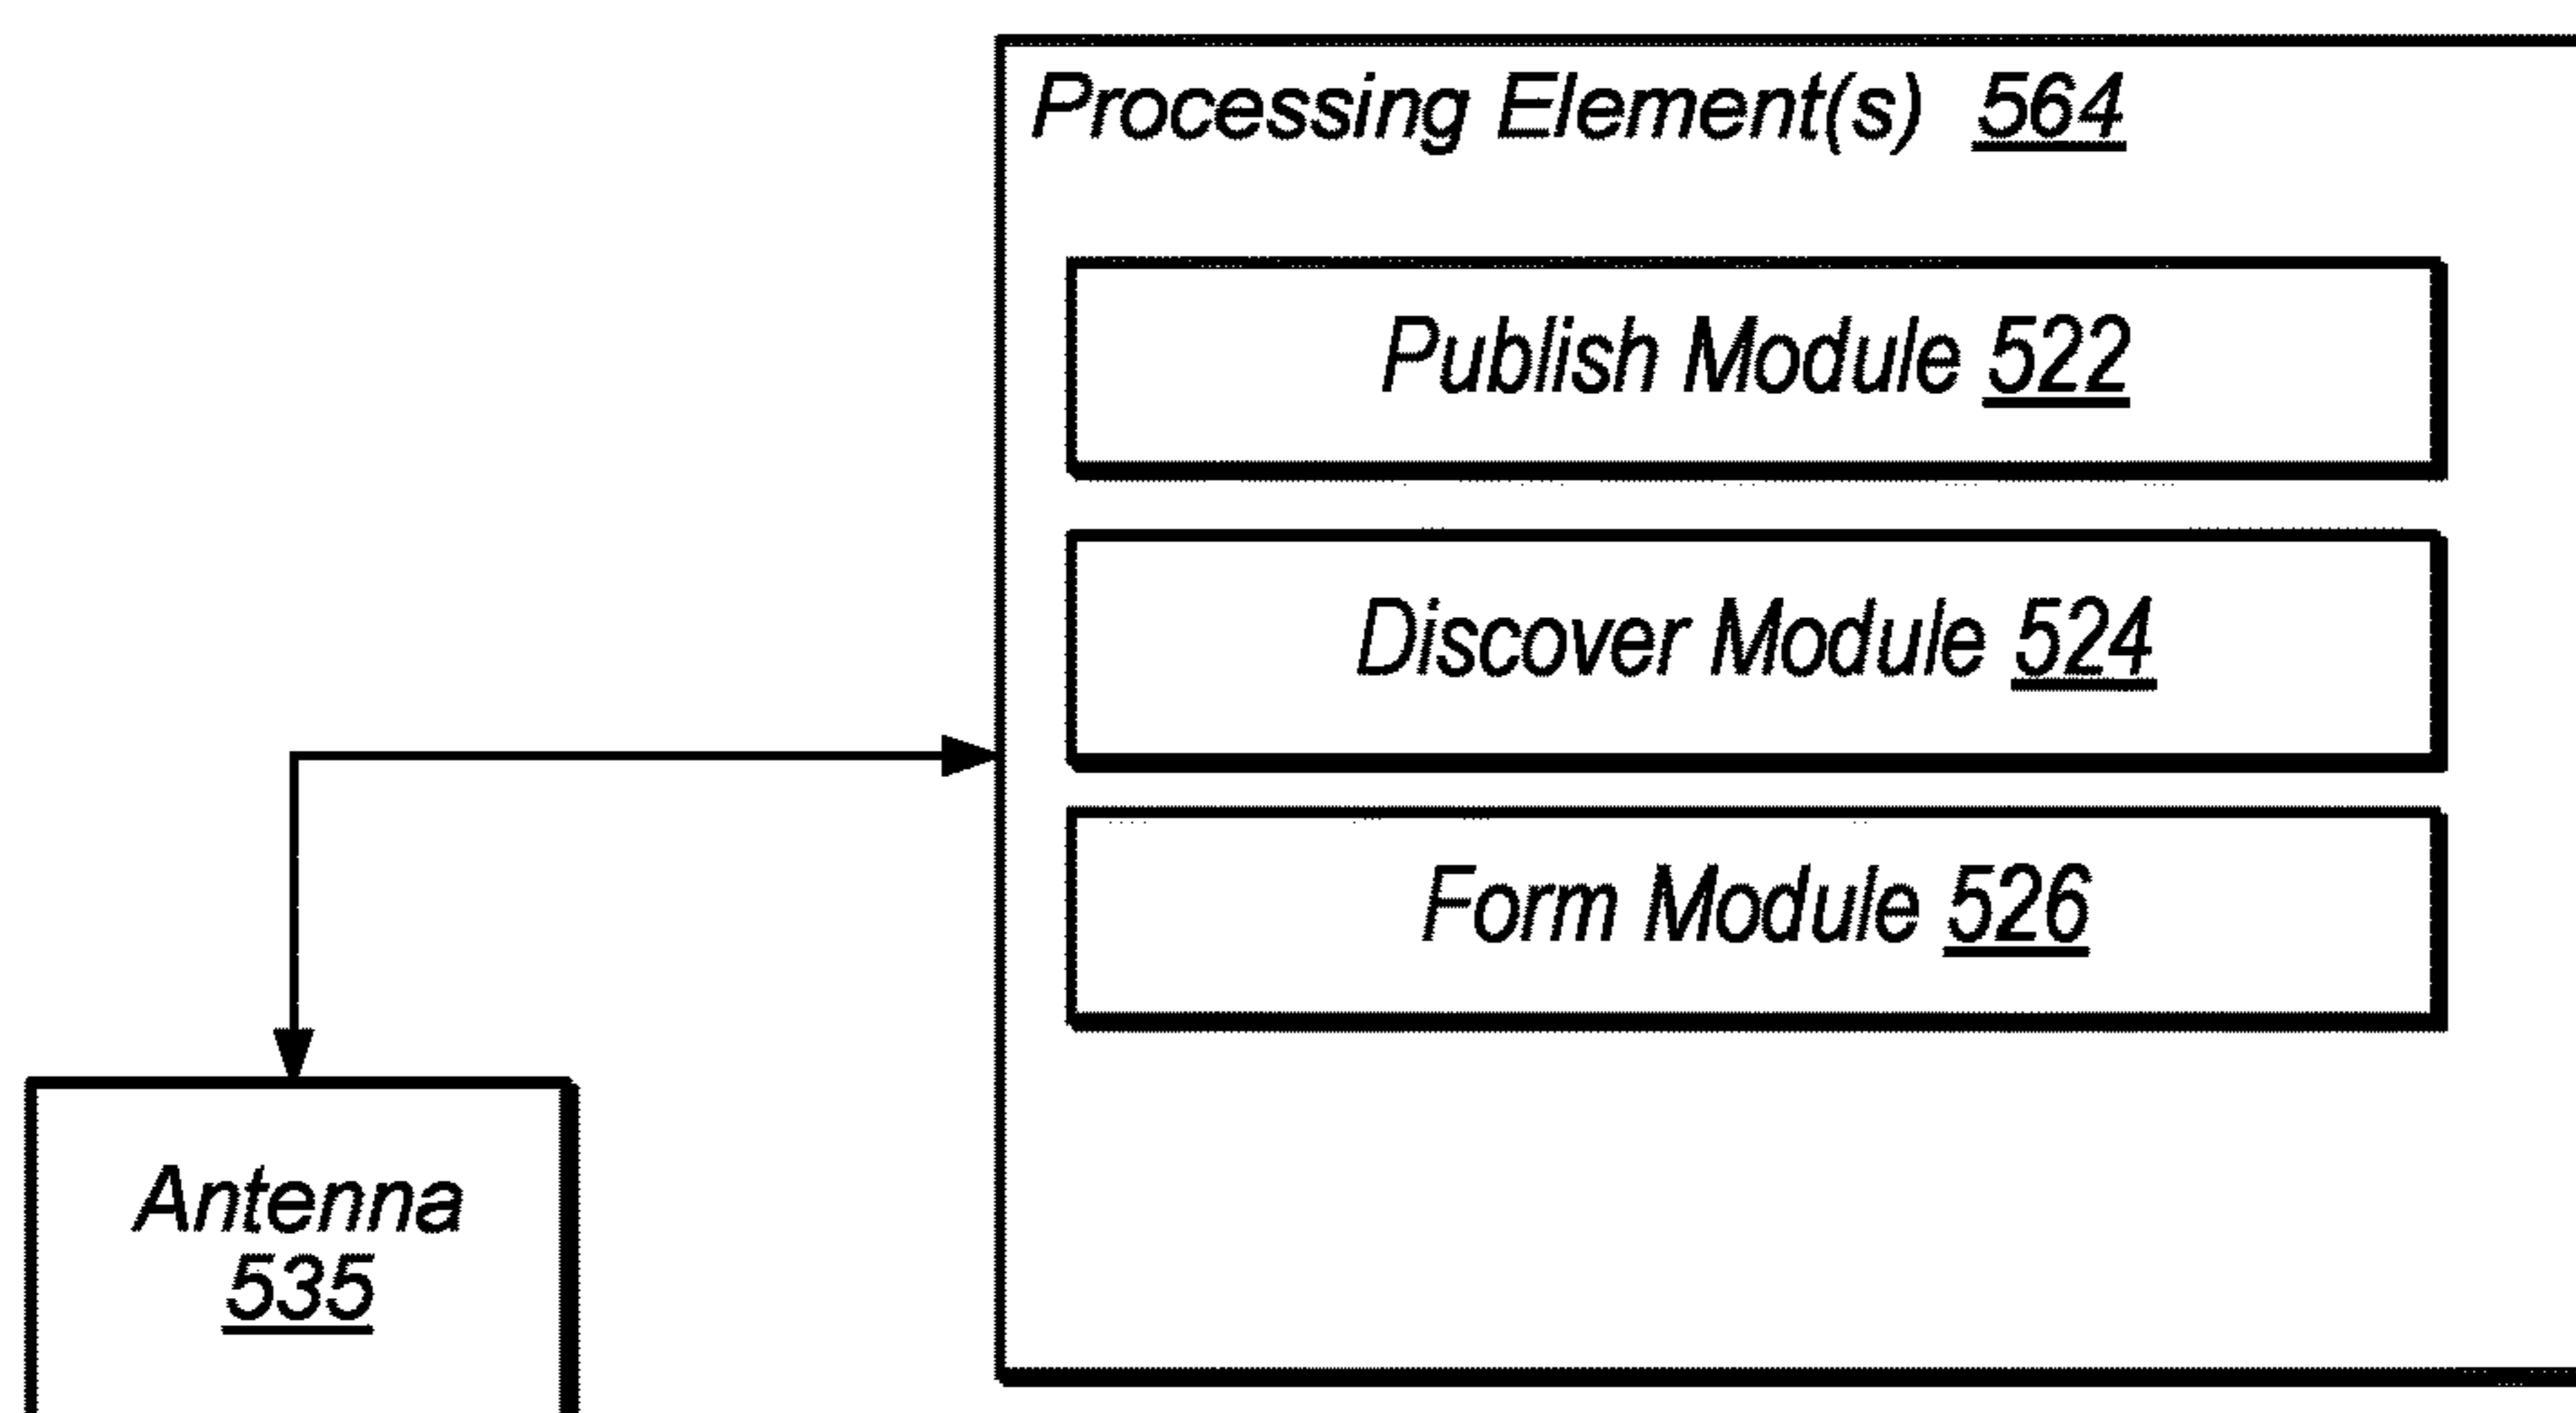 Processing Element(s) 564
Publish Module 522
Discover Module 524
Form Module 526
Antenna
535